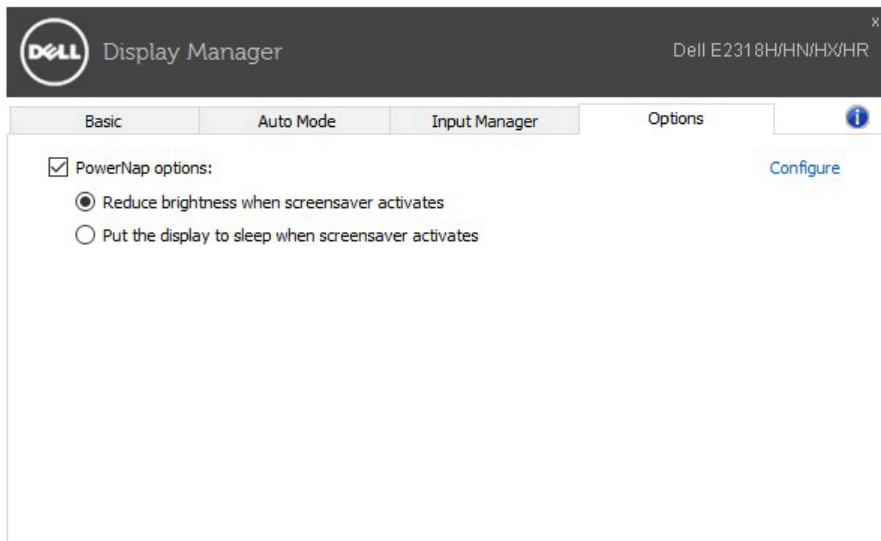 x
DELL Display Manager Dell E2318H/HN/HX/HR
Basic Auto Mode Input Manager Options i
PowerNap options: Configure
Reduce brightness when screensaver activates
Put the display to sleep when screensaver activates